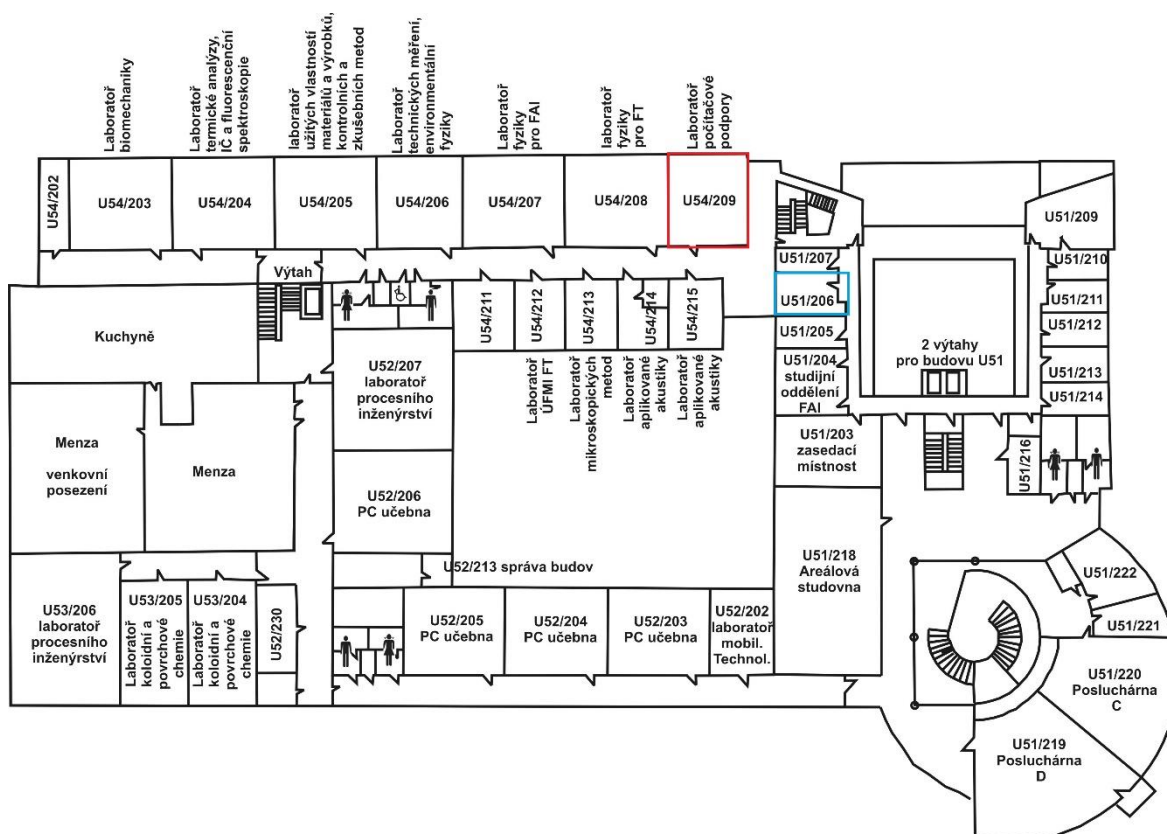 Laboratoř
biomechaniky
Laboratoř
termické analýzy,
IČ a fluorescenční
spektroskopie
laboratoř
užitých vlastností
materiálů a výrobků,
kontrolních a
zkušebních metod
Laboratoř
technických měření,
environmentální
fyziky
Laboratoř
fyziky
pro FAI
laboratoř
fyziky
pro FT
Laboratoř
počítačové
podpory
U54/202
U54/203
U54/204
U54/205
U54/206
U54/207
U54/208
U54/209
U51/209
U51/207
U51/210
Výtah
U51/206
U51/211
U54/211
U54/212
U54/213
U54/214
U54/215
Kuchyně
U51/205
U51/212
2 výtahy
pro budovu U51
U52/207
laboratoř
procesního
inženýrství
Laboratoř
ÚFMI FT
Laboratoř
mikroskopických
metod
Laboratoř
aplikované
akustiky
Laboratoř
aplikované
akustiky
U51/204
studijní
oddělení
FAI
U51/213
U51/214
Menza
venkovní
posezení
Menza
U51/203
zasedací
místnost
U51/216
U52/206
PC učebna
U52/213 správa budov
U51/218
Areálová
studovna
U51/222
U51/221
U53/206
laboratoř
procesního
inženýrství
U53/205
Laboratoř
koloidní a
povrchové
chemie
U53/204
Laboratoř
koloidní a
povrchové
chemie
U52/230
U52/205
PC učebna
U52/204
PC učebna
U52/203
PC učebna
U52/202
laboratoř
mobil.
Technol.
U51/220
Posluchárna
C
U51/219
Posluchárna
D